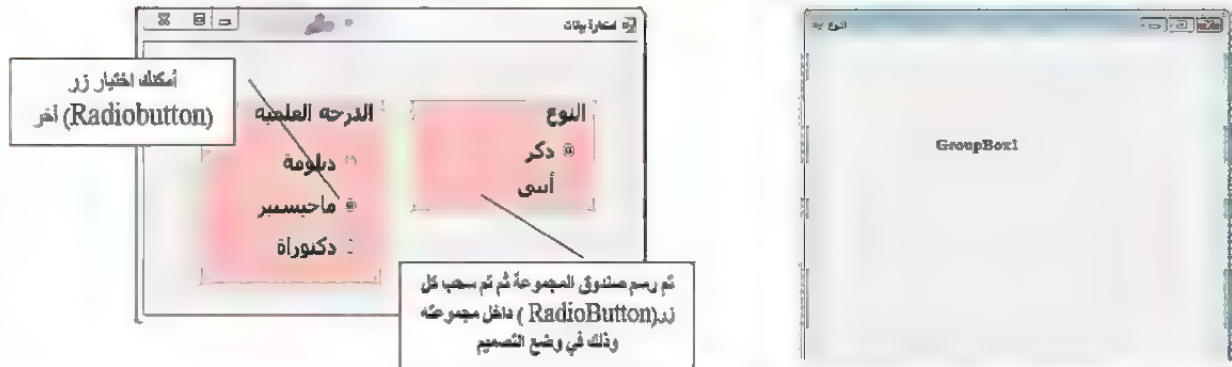 استمارة بيانات
أمكنك اختيار زر
(Radiobutton) آخر
النوع
ذكر
أنثى
الدرجه العلميه
دبلومة
ماجيستير
دكتوراة
تم رسم صندوق المجموعة ثم تم سحب كل
زر(RadioButton ) داخل مجموعته
وذلك في وضع التصميم
النوع
GroupBox1